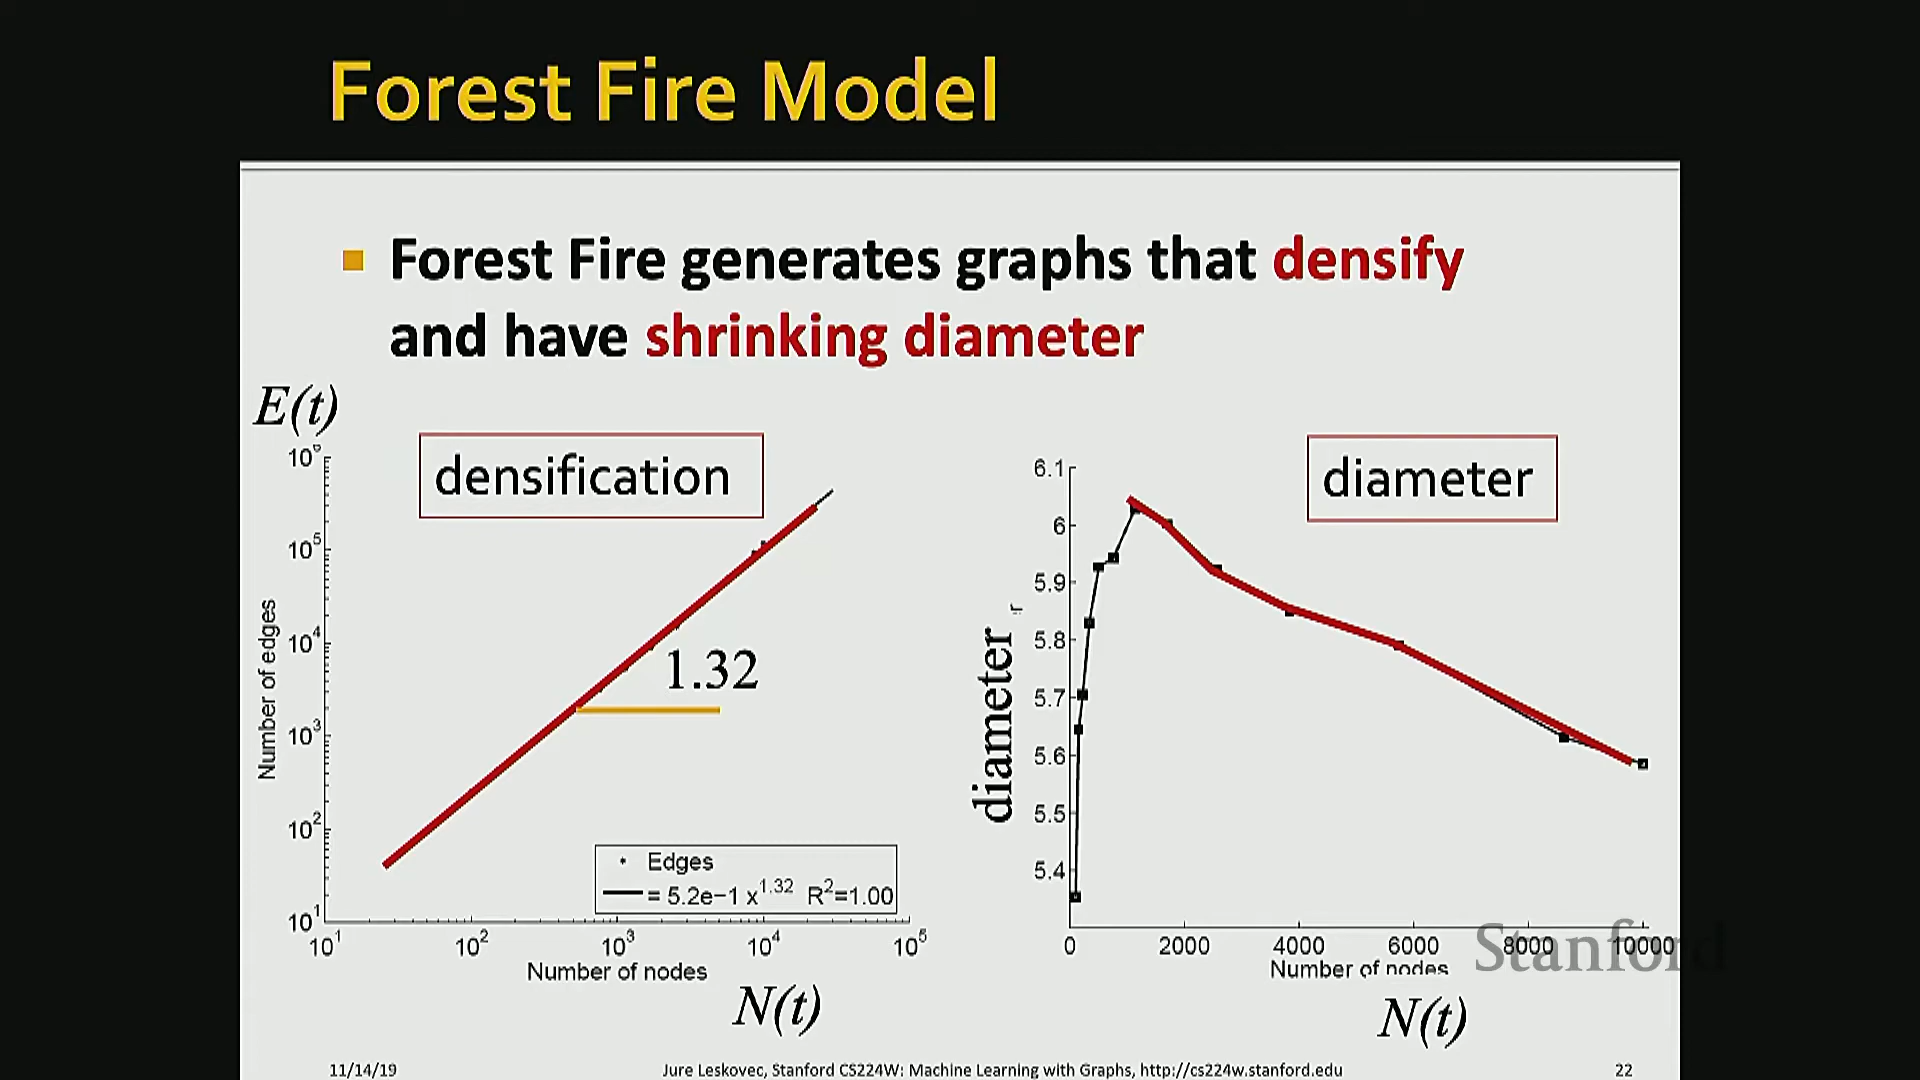 Forest Fire Model
Forest Fire generates graphs that densify
and have shrinking diameter
E(t)
densification
10^6
10^5
10^4
10^3
10^2
10^1
Number of edges
1.32
Edges
= 5.2e−1 x^1.32 R^2=1.00
10^1 10^2 10^3 10^4 10^5
Number of nodes
N(t)
diameter
6.1
6
5.9
5.8
5.7
5.6
5.5
5.4
diameter
0 2000 4000 6000 8000 10000
Number of nodes
N(t)
Stanford
11/14/19
Jure Leskovec, Stanford CS224W: Machine Learning with Graphs, http://cs224w.stanford.edu
22